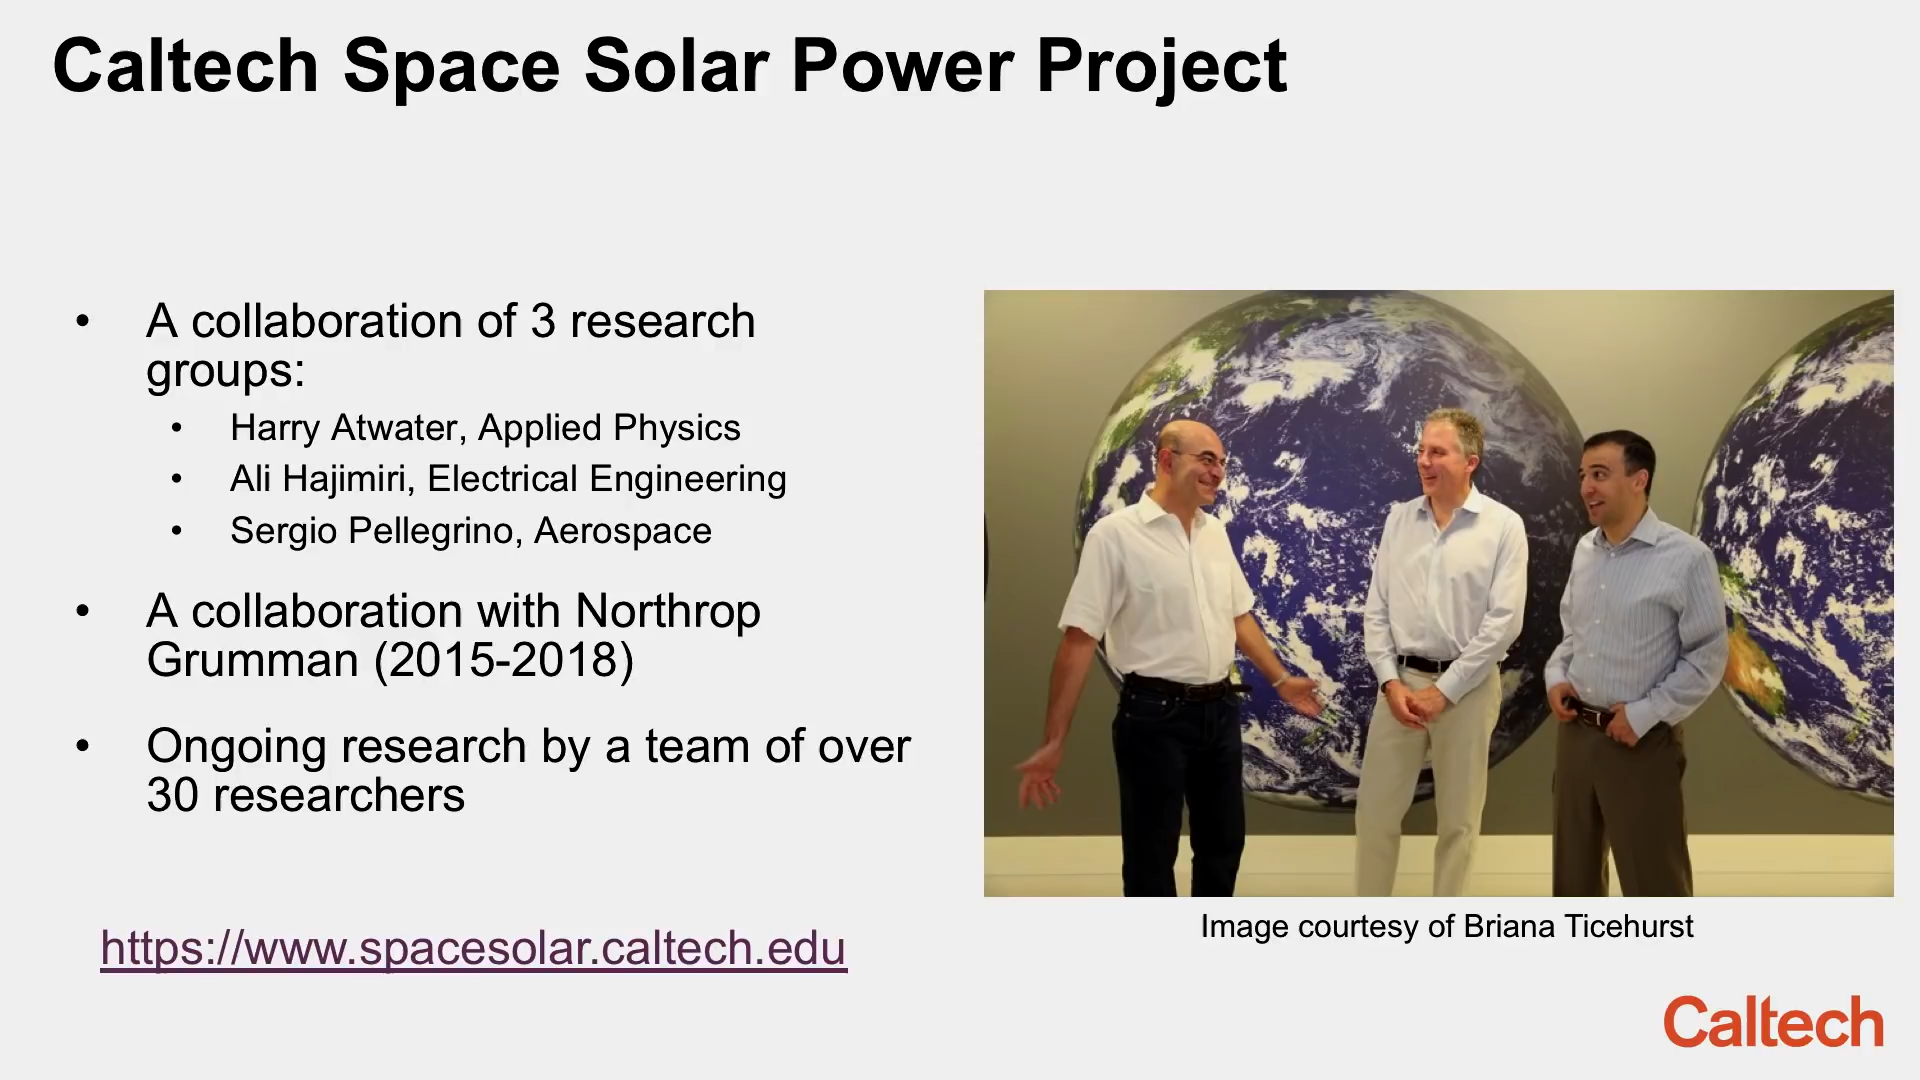 Caltech Space Solar Power Project
• A collaboration of 3 research
groups:
• Harry Atwater, Applied Physics
• Ali Hajimiri, Electrical Engineering
• Sergio Pellegrino, Aerospace
• A collaboration with Northrop
Grumman (2015-2018)
• Ongoing research by a team of over
30 researchers
https://www.spacesolar.caltech.edu
Image courtesy of Briana Ticehurst
Caltech